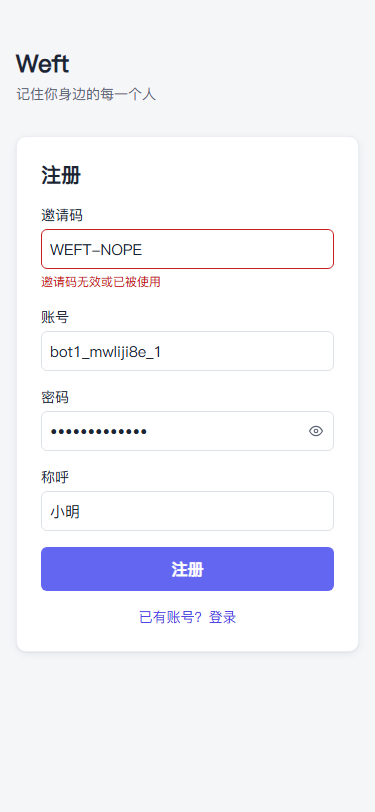 Weft
记住你身边的每一个人
注册
邀请码
WEFT-NOPE
邀请码无效或已被使用
账号
bot1_mwliji8e_1
密码
•••••••••••••
称呼
小明
注册
已有账号？登录